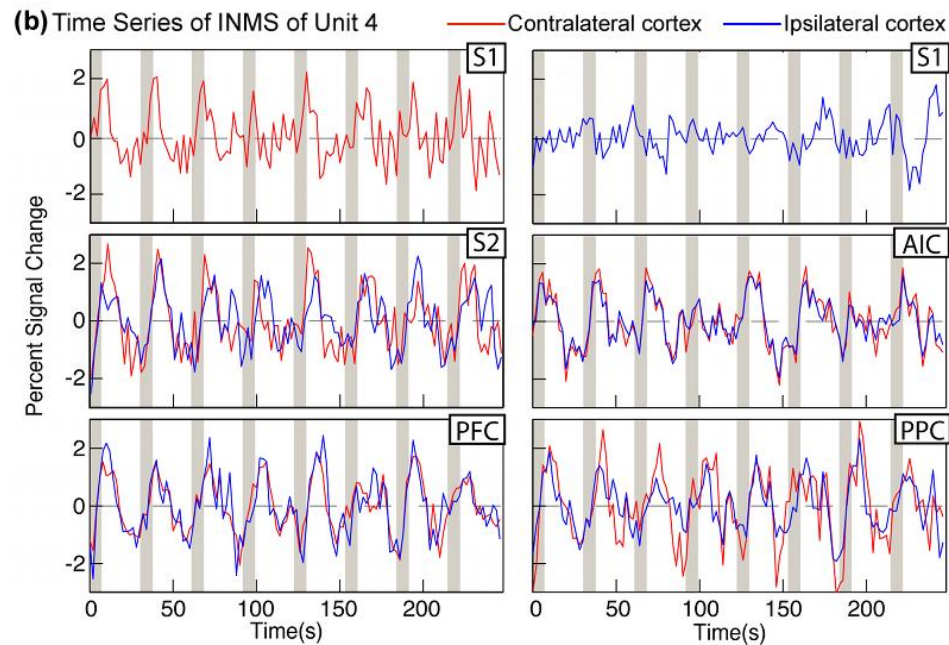 (b) Time Series of INMS of Unit 4
Contralateral cortex
Ipsilateral cortex
S1
S1
2
0
-2
S2
AIC
2
0
-2
PFC
PPC
2
0
-2
0 50 100 150 200
0 50 100 150 200
Time(s)
Time(s)
Percent Signal Change